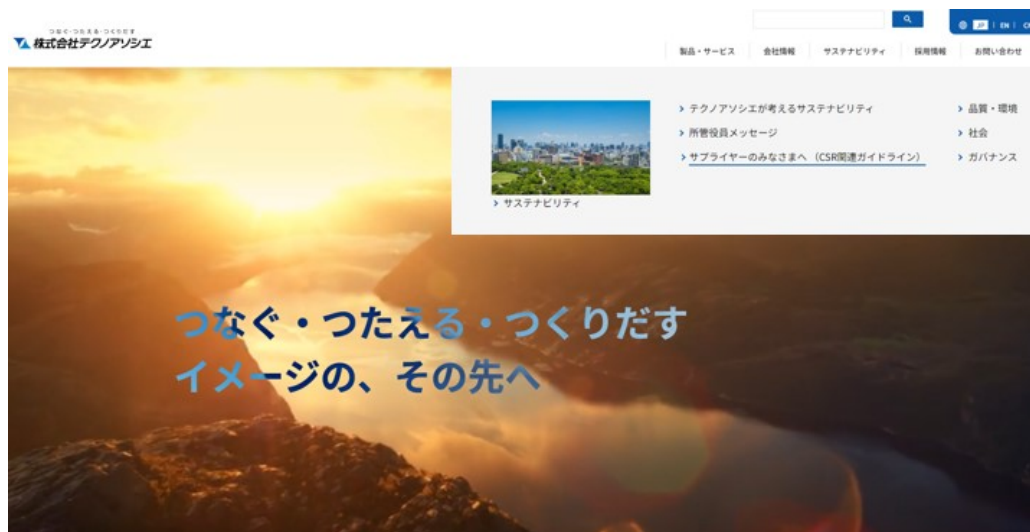 つなぐ・つたえる・つくりだす
株式会社テクノアソシエ
JP | EN |
製品・サービス
会社情報
サステナビリティ
採用情報
お問い合わせ
サステナビリティ
テクノアソシエが考えるサステナビリティ
所管役員メッセージ
サプライヤーのみなさまへ（CSR関連ガイドライン）
品質・環境
社会
ガバナンス
つなぐ・つたえる・つくりだす
イメージの、その先へ